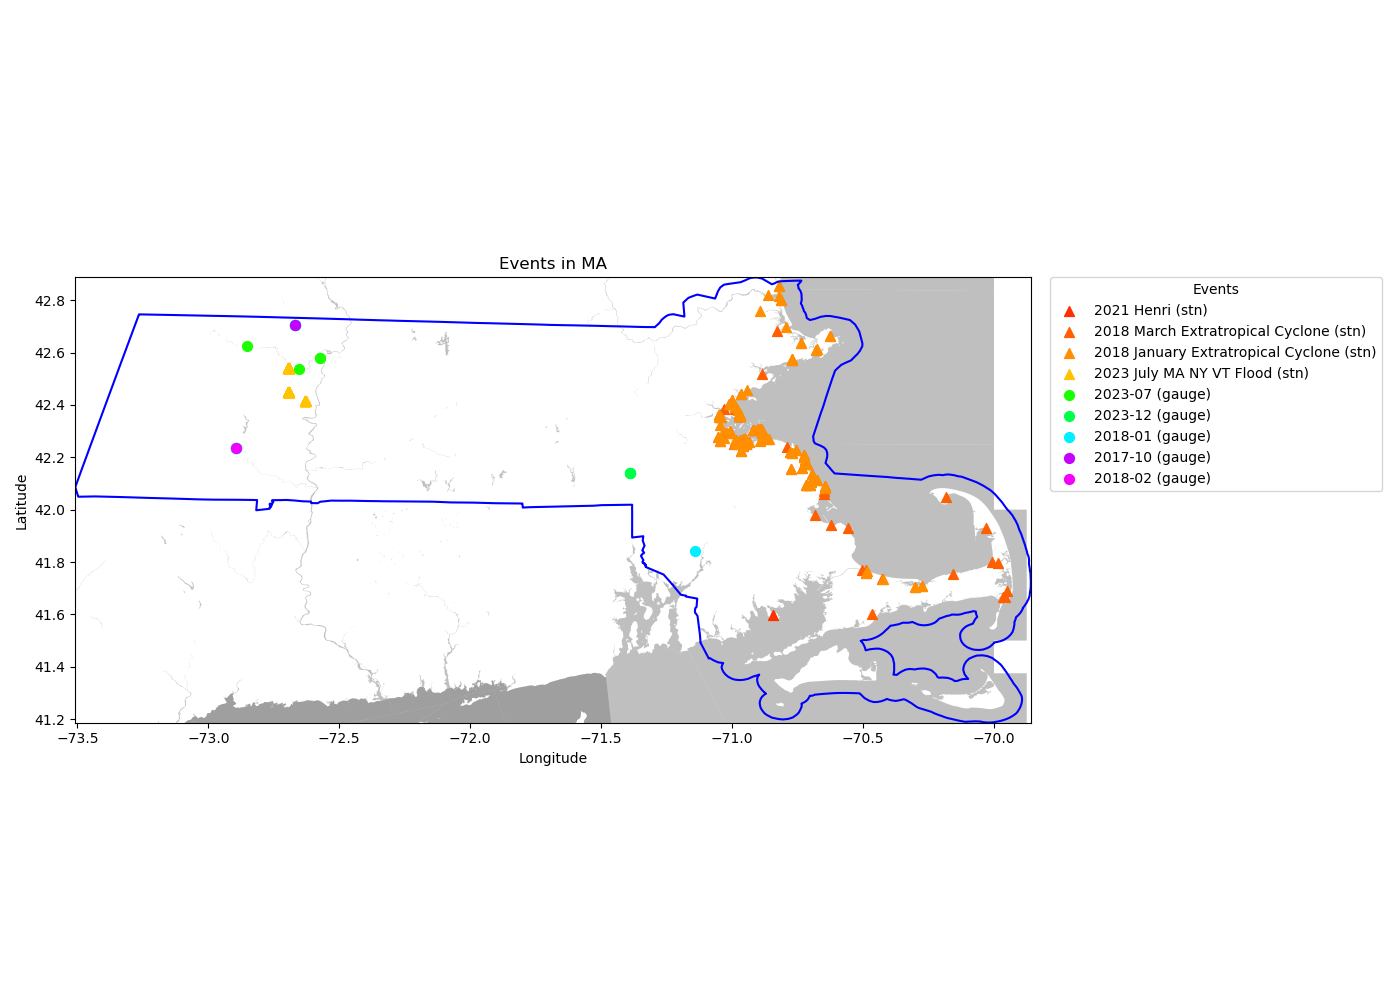 Events in MA
Events
2021 Henri (stn)
2018 March Extratropical Cyclone (stn)
2018 January Extratropical Cyclone (stn)
2023 July MA NY VT Flood (stn)
2023-07 (gauge)
2023-12 (gauge)
2018-01 (gauge)
2017-10 (gauge)
2018-02 (gauge)
Latitude
42.8
42.6
42.4
42.2
42.0
41.8
41.6
41.4
41.2
−73.5 −73.0 −72.5 −72.0 −71.5 −71.0 −70.5 −70.0
Longitude